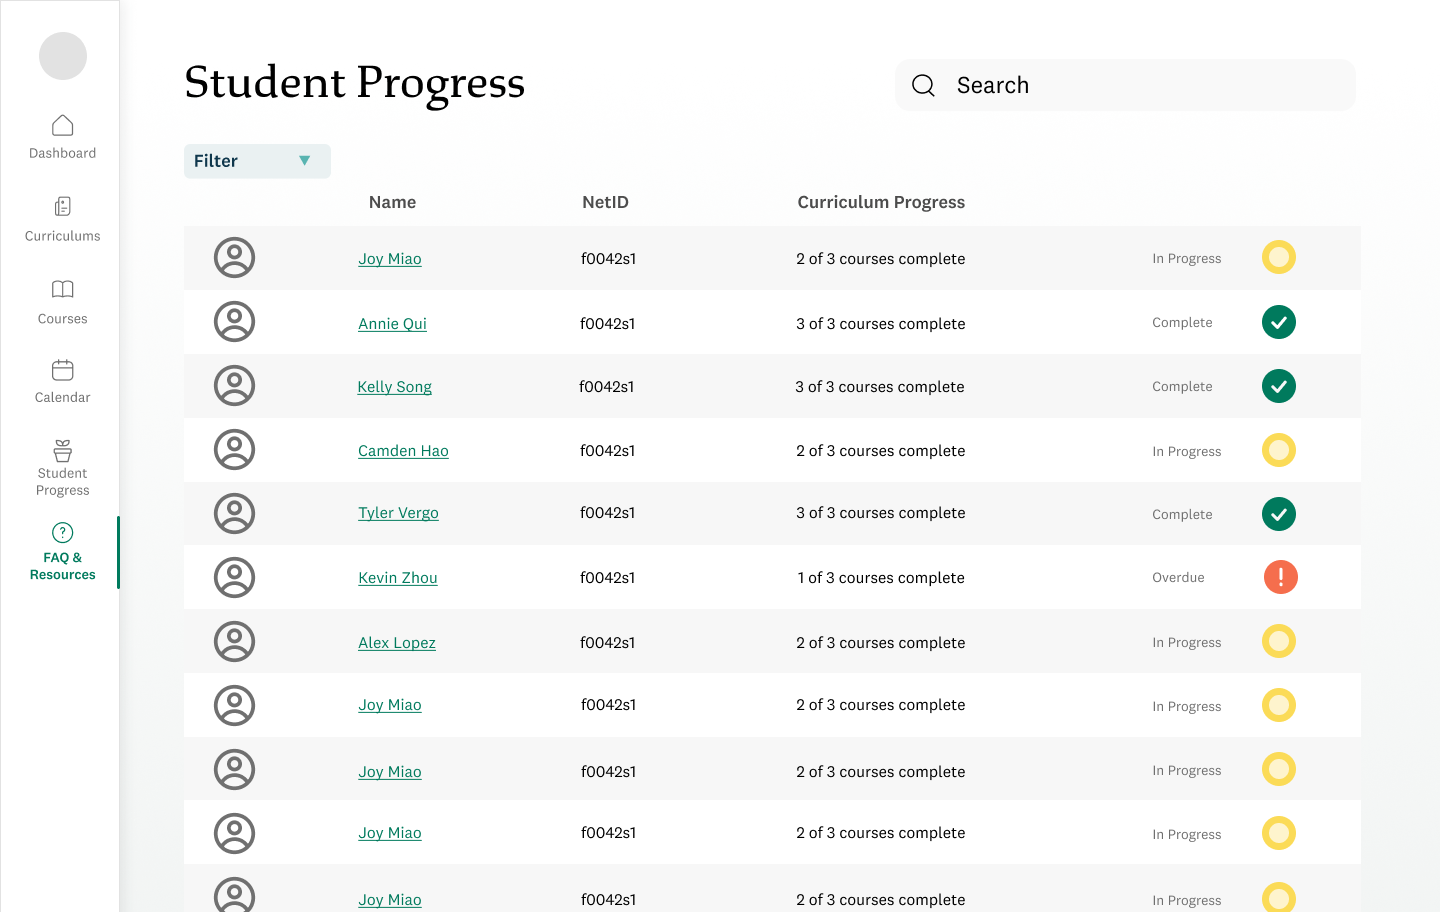 Dashboard
Curriculums
Courses
Calendar
Student
Progress
FAQ &
Resources
Student Progress
Search
Filter
Name NetID Curriculum Progress
Joy Miao f0042s1 2 of 3 courses complete In Progress
Annie Qui f0042s1 3 of 3 courses complete Complete
Kelly Song f0042s1 3 of 3 courses complete Complete
Camden Hao f0042s1 2 of 3 courses complete In Progress
Tyler Vergo f0042s1 3 of 3 courses complete Complete
Kevin Zhou f0042s1 1 of 3 courses complete Overdue
Alex Lopez f0042s1 2 of 3 courses complete In Progress
Joy Miao f0042s1 2 of 3 courses complete In Progress
Joy Miao f0042s1 2 of 3 courses complete In Progress
Joy Miao f0042s1 2 of 3 courses complete In Progress
Joy Miao f0042s1 2 of 3 courses complete In Progress